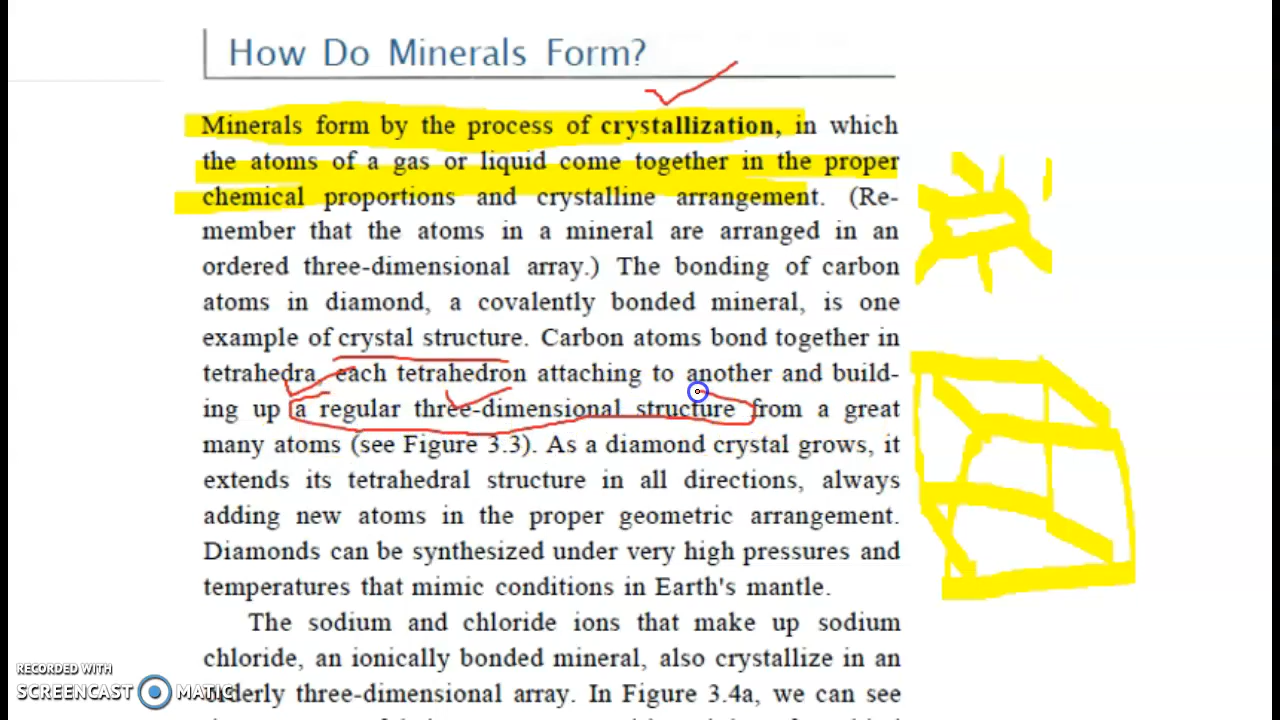 How Do Minerals Form?
Minerals form by the process of crystallization, in which
the atoms of a gas or liquid come together in the proper
chemical proportions and crystalline arrangement. (Re-
member that the atoms in a mineral are arranged in an
ordered three-dimensional array.) The bonding of carbon
atoms in diamond, a covalently bonded mineral, is one
example of crystal structure. Carbon atoms bond together in
tetrahedra, each tetrahedron attaching to another and build-
ing up a regular three-dimensional structure from a great
many atoms (see Figure 3.3). As a diamond crystal grows, it
extends its tetrahedral structure in all directions, always
adding new atoms in the proper geometric arrangement.
Diamonds can be synthesized under very high pressures and
temperatures that mimic conditions in Earth's mantle.
The sodium and chloride ions that make up sodium
chloride, an ionically bonded mineral, also crystallize in an
orderly three-dimensional array. In Figure 3.4a, we can see
RECORDED WITH
SCREENCAST MATIC